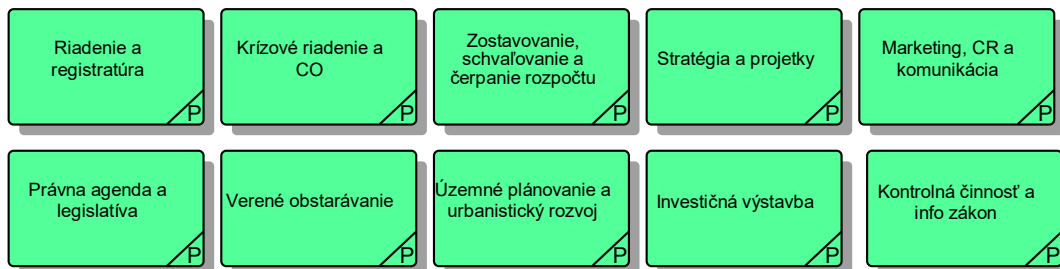 Riadenie a
registratúra
P
Krízové riadenie a
CO
P
Zostavovanie,
schvaľovanie a
čerpanie rozpočtu
P
Stratégia a projetky
P
Marketing, CR a
komunikácia
P
Právna agenda a
legislatíva
P
Verené obstarávanie
P
Územné plánovanie a
urbanistický rozvoj
P
Investičná výstavba
P
Kontrolná činnosť a
info zákon
P